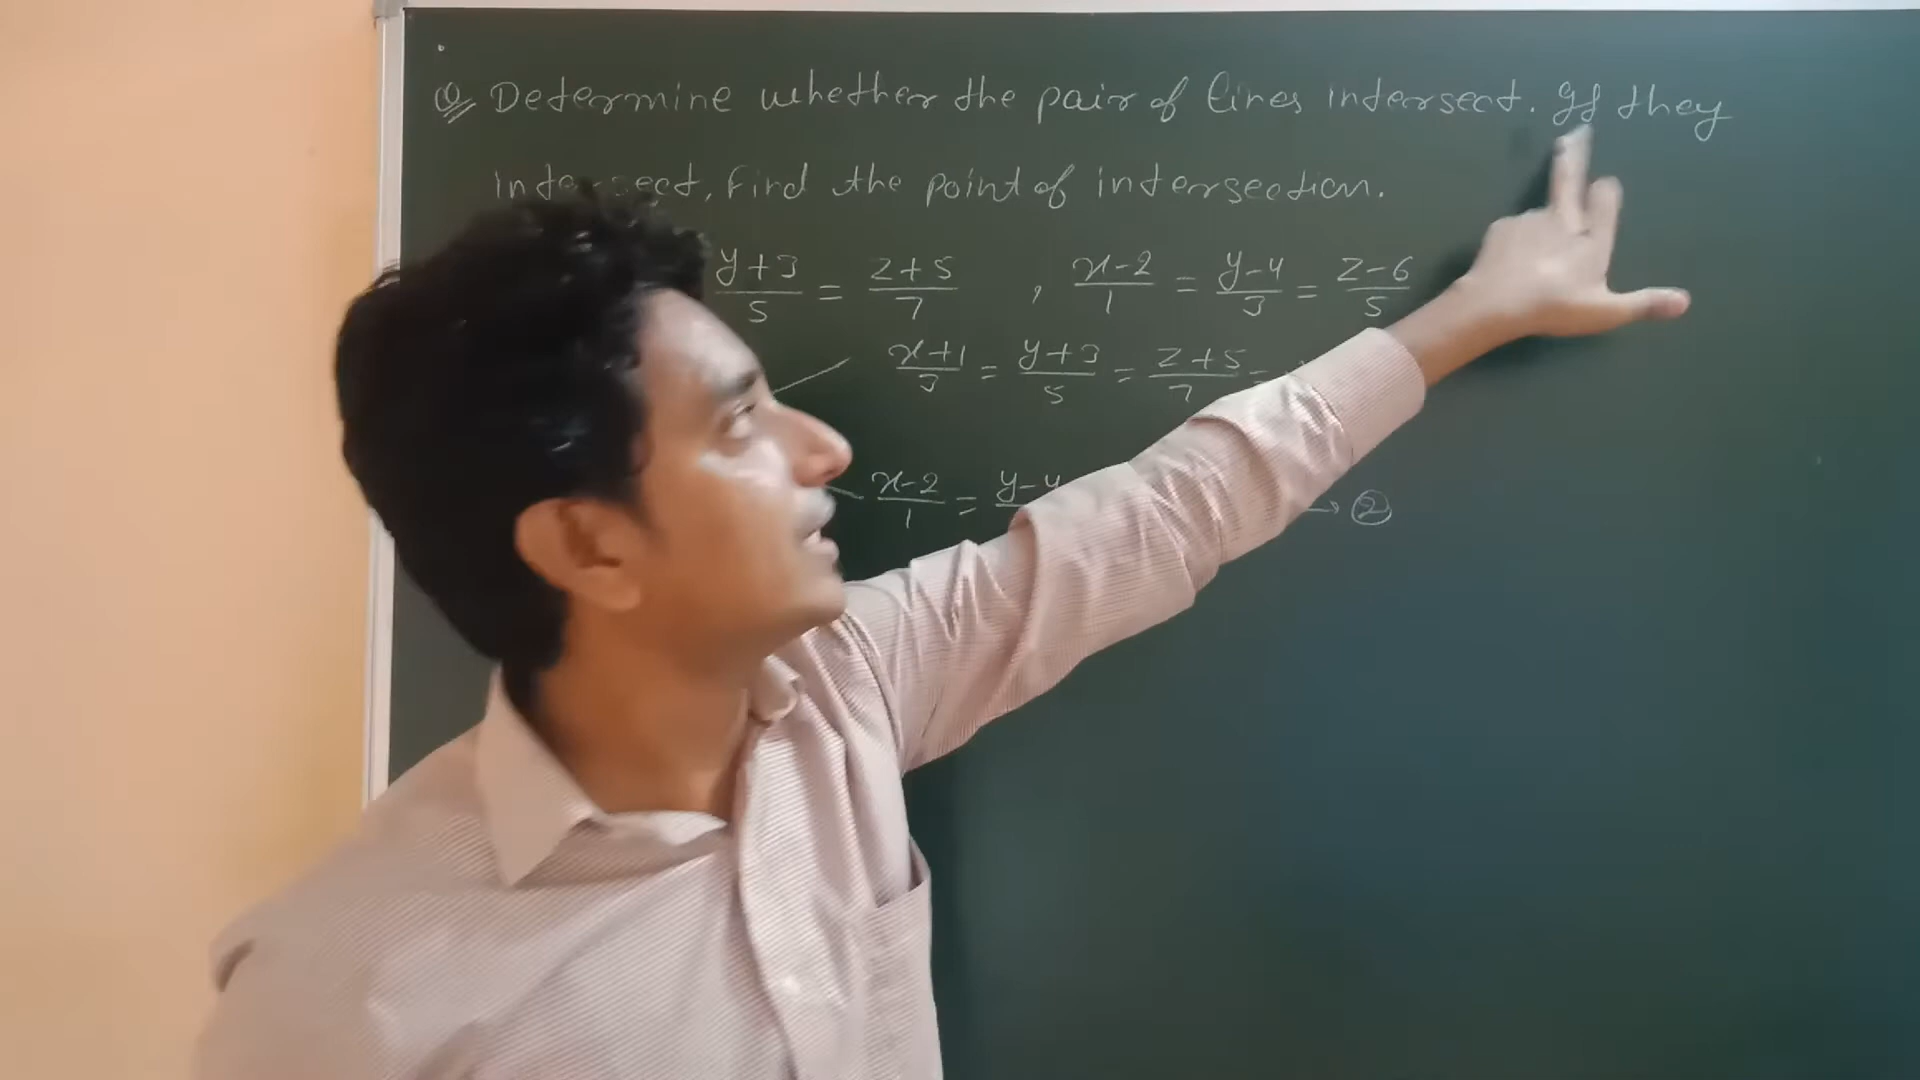 Q Determine whether the pair of lines intersect. If they
intersect, Find the point of intersection.
y+3/5 = z+5/7 , x-2/1 = y-4/3 = z-6/5
x+1/3 = y+3/5 = z+5/7 =
x-2/1 = y-4 → ②